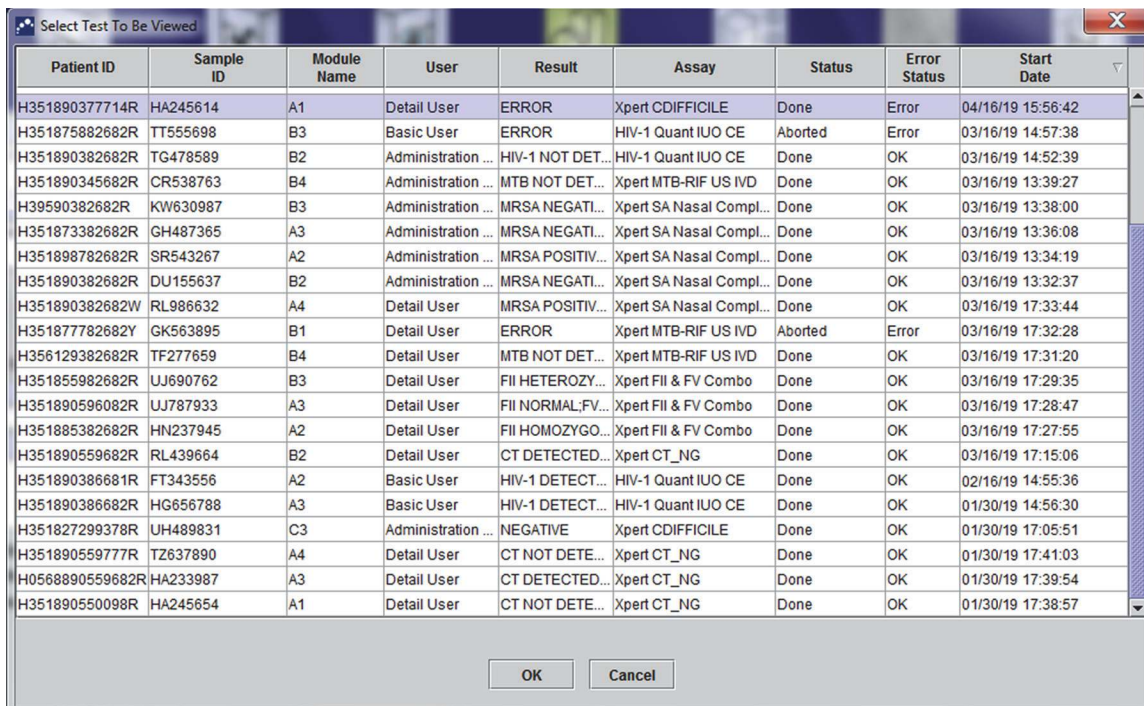 Select Test To Be Viewed
Patient ID Sample ID Module Name User Result Assay Status Error Status Start Date
H351890377714R HA245614 A1 Detail User ERROR Xpert CDIFFICILE Done Error 04/16/19 15:56:42
H351875882682R TT555698 B3 Basic User ERROR HIV-1 Quant IUO CE Aborted Error 03/16/19 14:57:38
H351890382682R TG478589 B2 Administration ... HIV-1 NOT DET... HIV-1 Quant IUO CE Done OK 03/16/19 14:52:39
H351890345682R CR538763 B4 Administration ... MTB NOT DET... Xpert MTB-RIF US IVD Done OK 03/16/19 13:39:27
H39590382682R KW630987 B3 Administration ... MRSA NEGATI... Xpert SA Nasal Compl... Done OK 03/16/19 13:38:00
H351873382682R GH487365 A3 Administration ... MRSA NEGATI... Xpert SA Nasal Compl... Done OK 03/16/19 13:36:08
H351898782682R SR543267 A2 Administration ... MRSA POSITIV... Xpert SA Nasal Compl... Done OK 03/16/19 13:34:19
H351890382682R DU155637 B2 Administration ... MRSA NEGATI... Xpert SA Nasal Compl... Done OK 03/16/19 13:32:37
H351890382682W RL986632 A4 Detail User MRSA POSITIV... Xpert SA Nasal Compl... Done OK 03/16/19 17:33:44
H351877782682Y GK563895 B1 Detail User ERROR Xpert MTB-RIF US IVD Aborted Error 03/16/19 17:32:28
H356129382682R TF277659 B4 Detail User MTB NOT DET... Xpert MTB-RIF US IVD Done OK 03/16/19 17:31:20
H351855982682R UJ690762 B3 Detail User FII HETEROZY... Xpert FII & FV Combo Done OK 03/16/19 17:29:35
H351890596082R UJ787933 A3 Detail User FII NORMAL;FV... Xpert FII & FV Combo Done OK 03/16/19 17:28:47
H351885382682R HN237945 A2 Detail User FII HOMOZYGO... Xpert FII & FV Combo Done OK 03/16/19 17:27:55
H351890559682R RL439664 B2 Detail User CT DETECTED... Xpert CT_NG Done OK 03/16/19 17:15:06
H351890386681R FT343556 A2 Basic User HIV-1 DETECT... HIV-1 Quant IUO CE Done OK 02/16/19 14:55:36
H351890386682R HG656788 A3 Basic User HIV-1 DETECT... HIV-1 Quant IUO CE Done OK 01/30/19 14:56:30
H351827299378R UH489831 C3 Administration ... NEGATIVE Xpert CDIFFICILE Done OK 01/30/19 17:05:51
H351890559777R TZ637890 A4 Detail User CT NOT DETE... Xpert CT_NG Done OK 01/30/19 17:41:03
H0568890559682R HA233987 A3 Detail User CT DETECTED... Xpert CT_NG Done OK 01/30/19 17:39:54
H351890550098R HA245654 A1 Detail User CT NOT DETE... Xpert CT_NG Done OK 01/30/19 17:38:57
OK Cancel